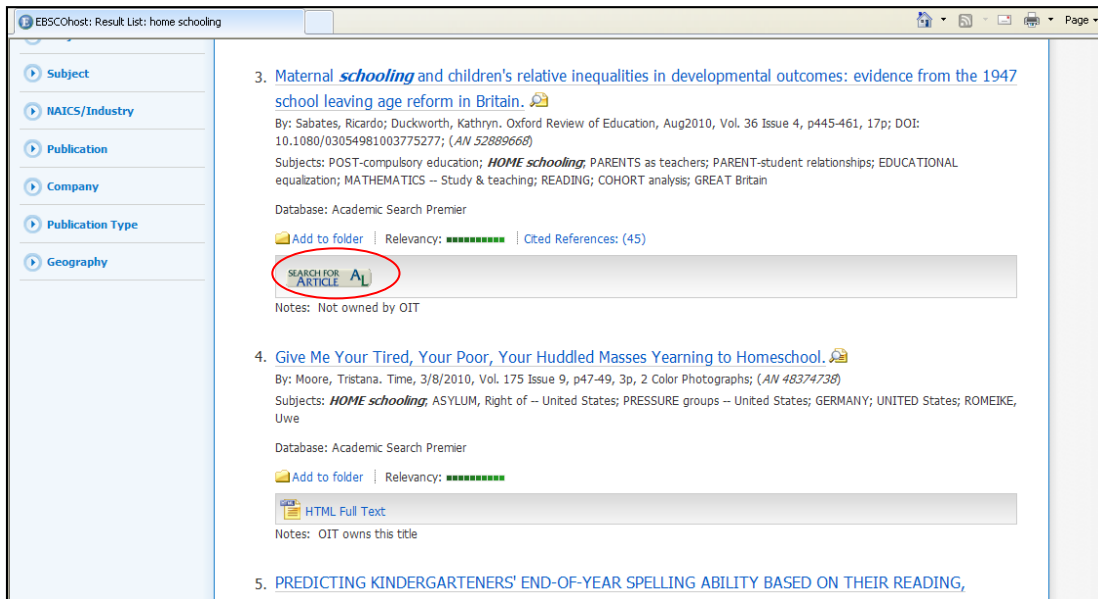 EBSCOhost: Result List: home schooling
Page
Subject
NAICS/Industry
Publication
Company
Publication Type
Geography
3. Maternal schooling and children's relative inequalities in developmental outcomes: evidence from the 1947
school leaving age reform in Britain.
By: Sabates, Ricardo; Duckworth, Kathryn. Oxford Review of Education, Aug2010, Vol. 36 Issue 4, p445-461, 17p; DOI:
10.1080/03054981003775277; (AN 52889668)
Subjects: POST-compulsory education; HOME schooling; PARENTS as teachers; PARENT-student relationships; EDUCATIONAL
equalization; MATHEMATICS -- Study & teaching; READING; COHORT analysis; GREAT Britain
Database: Academic Search Premier
Add to folder Relevancy: Cited References: (45)
SEARCH FOR
ARTICLE AL
Notes: Not owned by OIT
4. Give Me Your Tired, Your Poor, Your Huddled Masses Yearning to Homeschool.
By: Moore, Tristana. Time, 3/8/2010, Vol. 175 Issue 9, p47-49, 3p, 2 Color Photographs; (AN 48374738)
Subjects: HOME schooling; ASYLUM, Right of -- United States; PRESSURE groups -- United States; GERMANY; UNITED States; ROMEIKE,
Uwe
Database: Academic Search Premier
Add to folder Relevancy:
HTML Full Text
Notes: OIT owns this title
5. PREDICTING KINDERGARTENERS' END-OF-YEAR SPELLING ABILITY BASED ON THEIR READING,